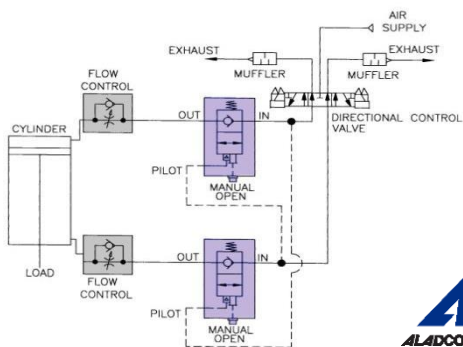 AIR
SUPPLY
EXHAUST
EXHAUST
MUFFLER
MUFFLER
FLOW
CONTROL
DIRECTIONAL CONTROL
VALVE
CYLINDER
OUT
IN
PILOT
MANUAL
OPEN
OUT
IN
LOAD
FLOW
CONTROL
PILOT
MANUAL
OPEN